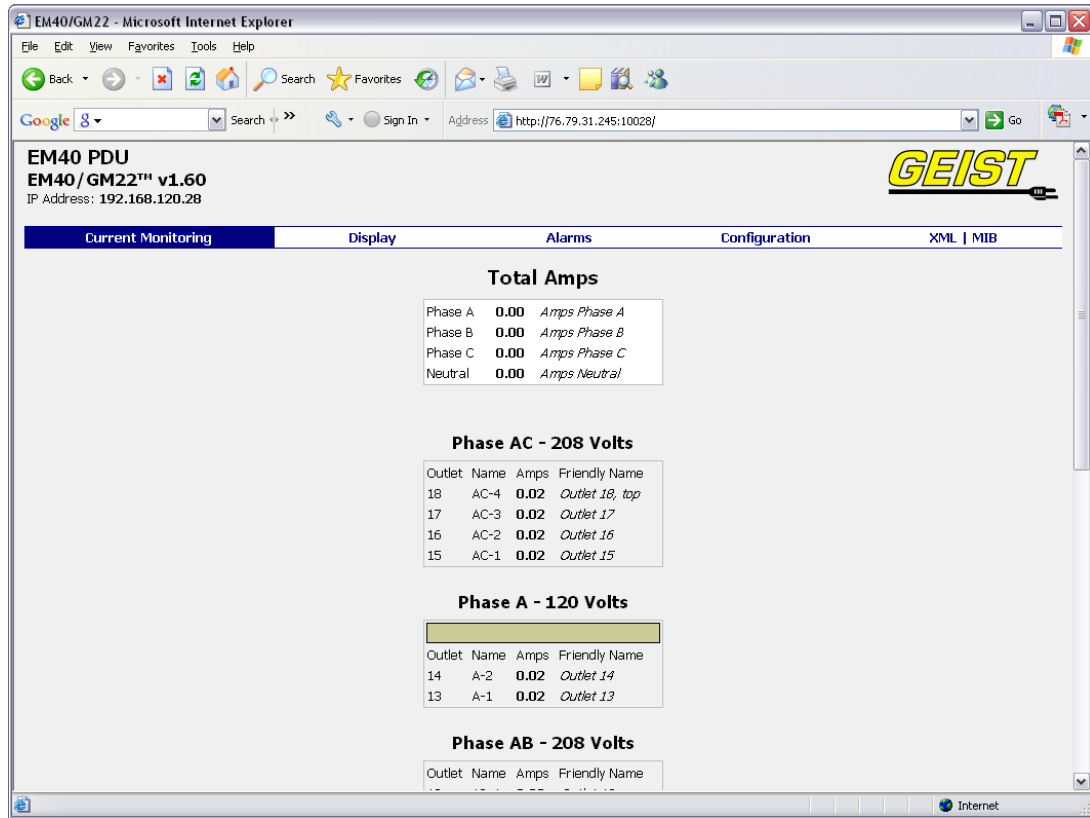 EM40/GM22 - Microsoft Internet Explorer
File Edit View Favorites Tools Help
Back Search Favorites
Google Search » Sign In Address http://76.79.31.245:10028/ Go
EM40 PDU
EM40/GM22™ v1.60
IP Address: 192.168.120.28
GEIST
Current Monitoring Display Alarms Configuration XML | MIB
Total Amps
Phase A 0.00 Amps Phase A
Phase B 0.00 Amps Phase B
Phase C 0.00 Amps Phase C
Neutral 0.00 Amps Neutral
Phase AC - 208 Volts
Outlet Name Amps Friendly Name
18 AC-4 0.02 Outlet 18, top
17 AC-3 0.02 Outlet 17
16 AC-2 0.02 Outlet 16
15 AC-1 0.02 Outlet 15
Phase A - 120 Volts
Outlet Name Amps Friendly Name
14 A-2 0.02 Outlet 14
13 A-1 0.02 Outlet 13
Phase AB - 208 Volts
Outlet Name Amps Friendly Name
Internet